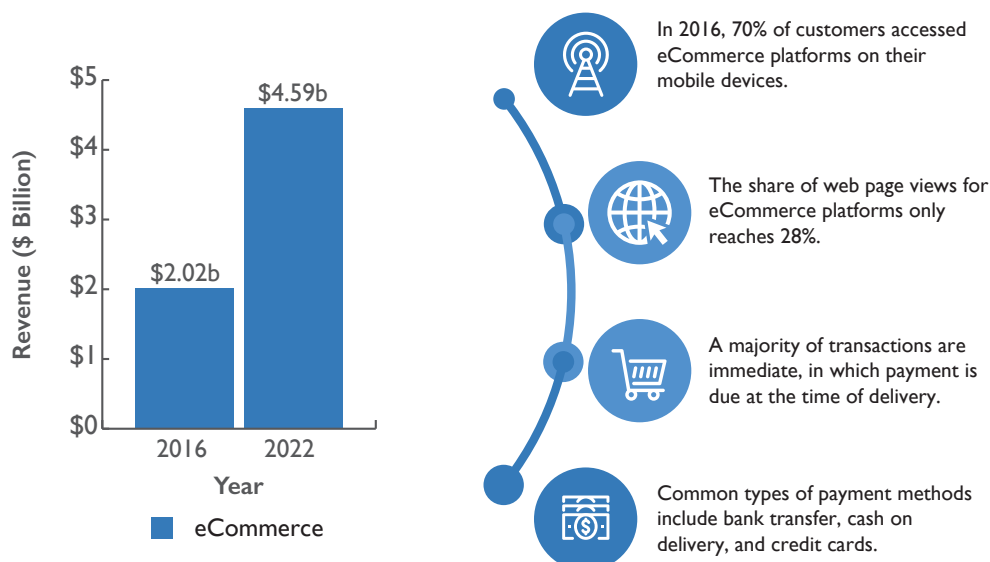 $5
$4
$3
$2
$1
$0
Revenue ($ Billion)
$2.02b
$4.59b
2016
2022
Year
eCommerce
In 2016, 70% of customers accessed
eCommerce platforms on their
mobile devices.
The share of web page views for
eCommerce platforms only
reaches 28%.
A majority of transactions are
immediate, in which payment is
due at the time of delivery.
$
Common types of payment methods
include bank transfer, cash on
delivery, and credit cards.